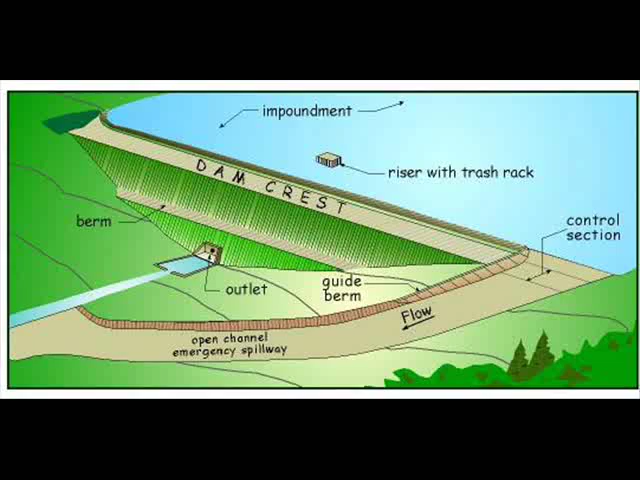 impoundment
riser with trash rack
DAM CREST
control
section
berm
outlet
guide
berm
Flow
open channel
emergency spillway